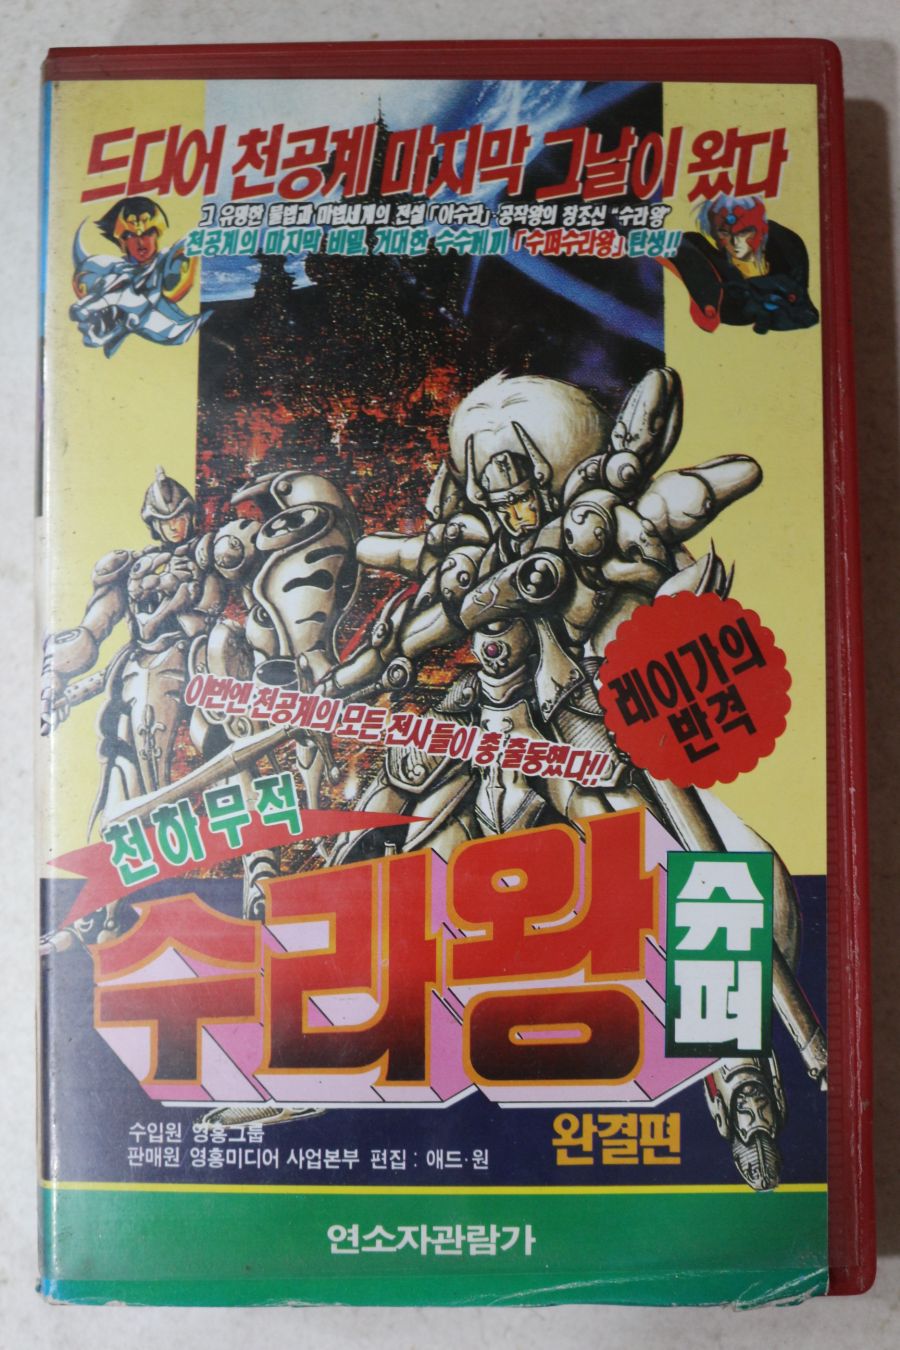 드디어 천공계 마지막 그날이 왔다
그 유명한 불법과 마법세계의 전설 「아수라」·공작왕의 창조신 "수라왕"
천공계의 마지막 비밀, 거대한 수수께끼 「수퍼수라왕」 탄생!!
레이가의
반격
이번엔 천공계의 모든 전사들이 총 출동했다!!
천하무적
수라왕
슈퍼
완결편
수입원 영흥그룹
판매원 영흥미디어 사업본부 편집 : 애드·원
연소자관람가